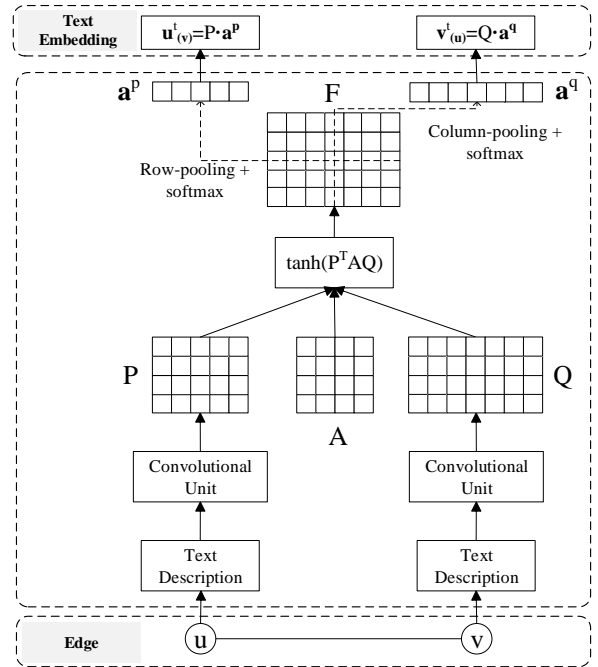 Text
Embedding
u^t_(v)=P·a^p
v^t_(u)=Q·a^q
a^p
F
a^q
Row-pooling +
softmax
Column-pooling +
softmax
tanh(P^TAQ)
P
A
Q
Convolutional
Unit
Convolutional
Unit
Text
Description
Text
Description
Edge
u
v